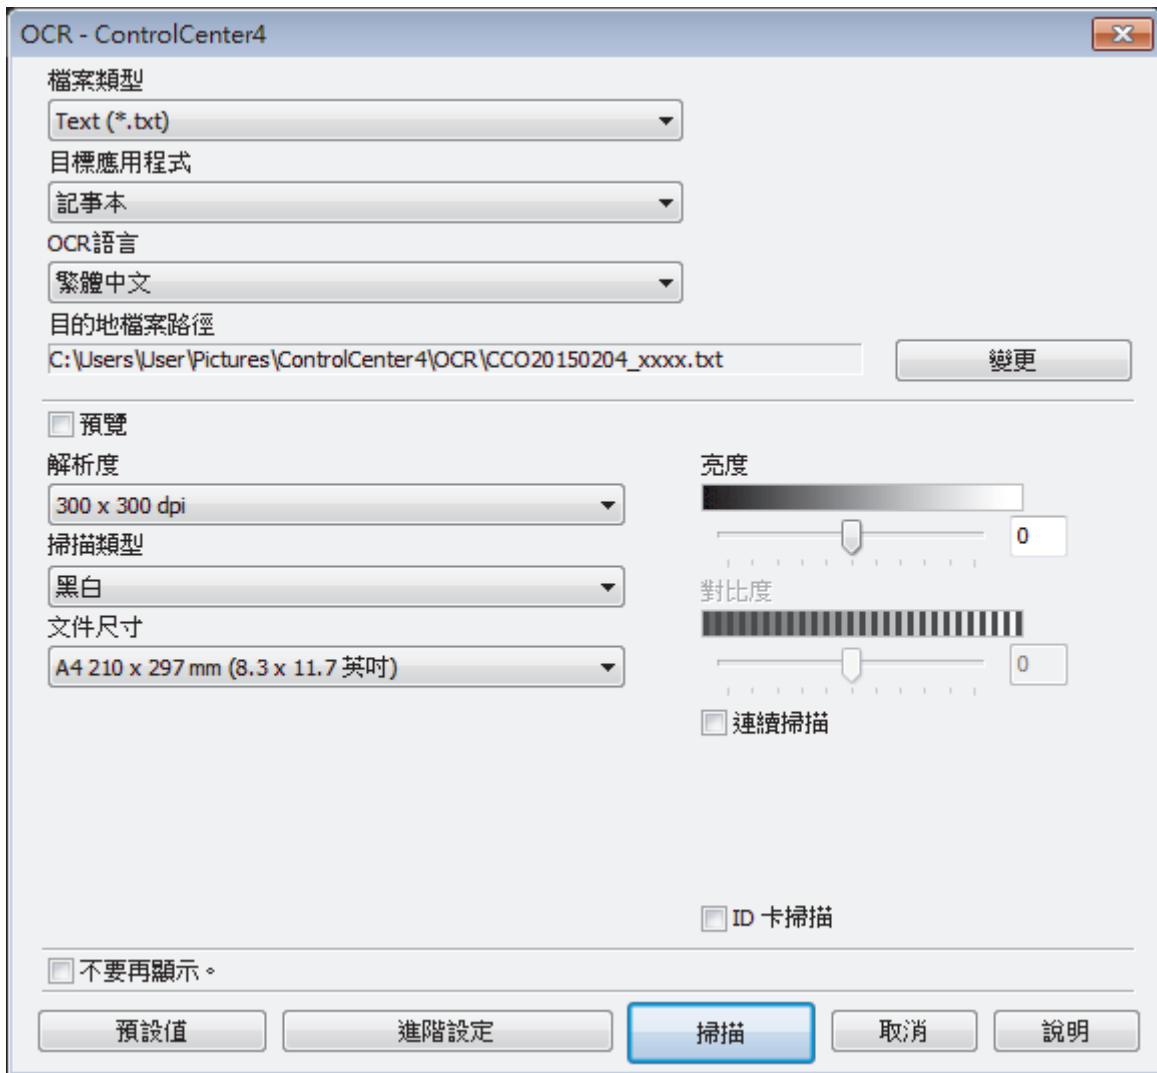 OCR - ControlCenter4
檔案類型
Text (*.txt)
目標應用程式
記事本
OCR語言
繁體中文
目的地檔案路徑
C:\Users\User\Pictures\ControlCenter4\OCR\CCO20150204_xxxx.txt
變更
預覽
解析度
300 x 300 dpi
掃描類型
黑白
文件尺寸
A4 210 x 297 mm (8.3 x 11.7 英吋)
亮度
0
對比度
0
連續掃描
ID 卡掃描
不要再顯示。
預設值
進階設定
掃描
取消
說明